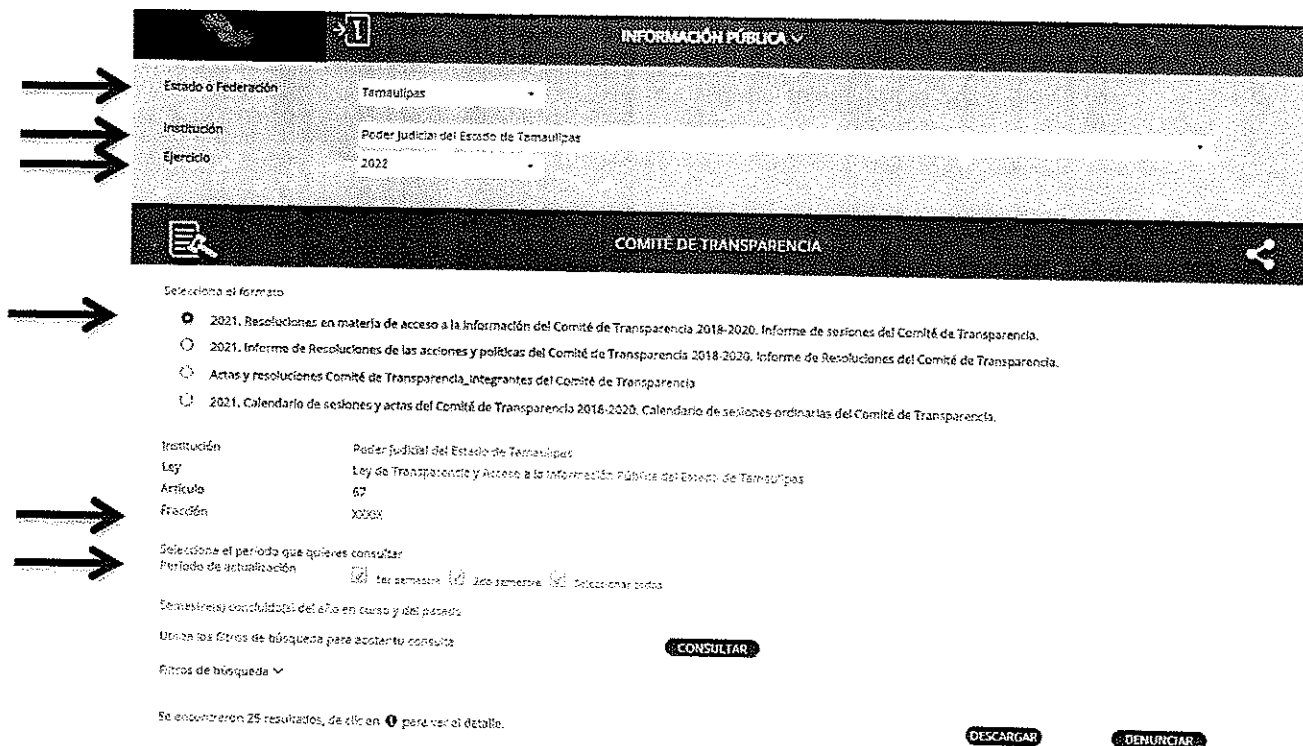 INFORMACIÓN PÚBLICA
Estado o Federación Tamaulipas
Institución Poder Judicial del Estado de Tamaulipas
Ejercicio 2022
COMITÉ DE TRANSPARENCIA
Selecciona el formato
2021. Resoluciones en materia de acceso a la información del Comité de Transparencia 2018-2020. Informe de sesiones del Comité de Transparencia.
2021. Informe de Resoluciones de las acciones y políticas del Comité de Transparencia 2018-2020. Informe de Resoluciones del Comité de Transparencia.
Actas y resoluciones Comité de Transparencia_Integrantes del Comité de Transparencia
2021. Calendario de sesiones y actas del Comité de Transparencia 2018-2020. Calendario de sesiones ordinarias del Comité de Transparencia.
Institución Poder Judicial del Estado de Tamaulipas
Ley Ley de Transparencia y Acceso a la Información Pública del Estado de Tamaulipas
Artículo 67
Fracción
Selecciona el periodo que quieres consultar
Periodo de actualización 1er semestre 2do semestre Seleccionar todos
Semestre(s) concluido(s) del año en curso y del pasado
Utiliza los filtros de búsqueda para acotar tu consulta
CONSULTAR
Filtros de búsqueda
Se encontraron 25 resultados, da clic en i para ver el detalle.
DESCARGAR DENUNCIAR